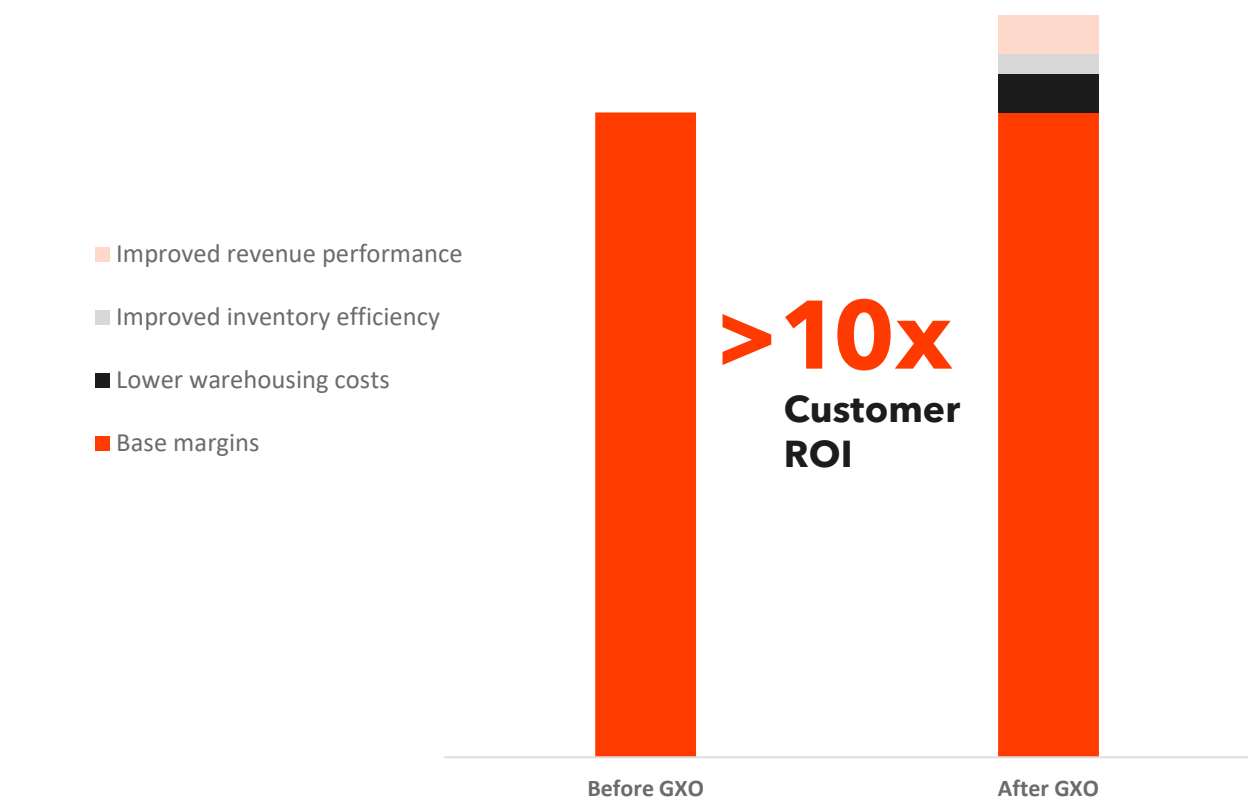 Improved revenue performance
Improved inventory efficiency
Lower warehousing costs
Base margins
>10x
Customer
ROI
Before GXO
After GXO